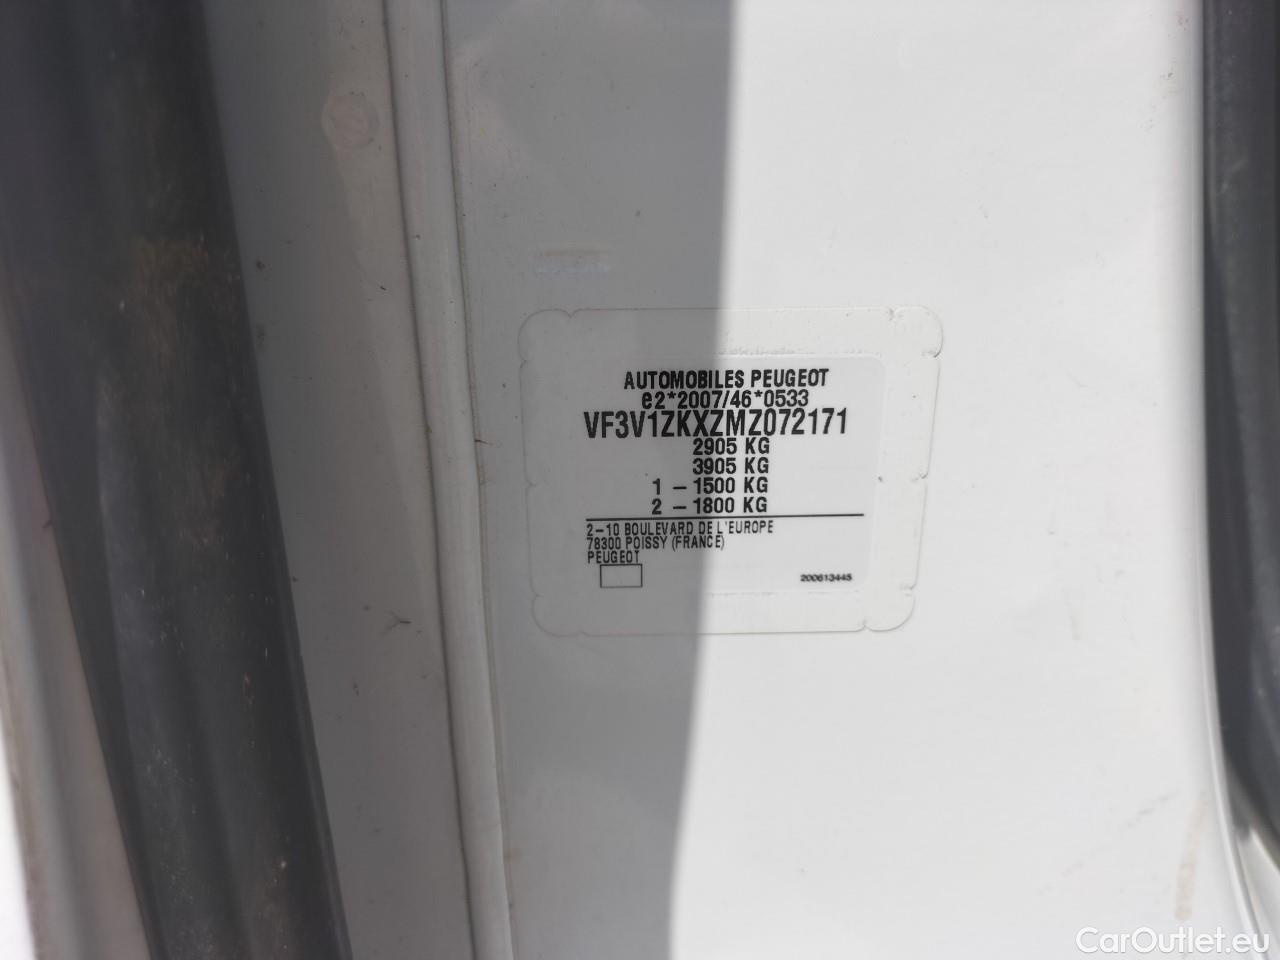 AUTOMOBILES PEUGEOT
e2*2007/46*0533
VF3V1ZKXZMZ072171
2905 KG
3905 KG
1 - 1500 KG
2 - 1800 KG
2-10 BOULEVARD DE L'EUROPE
78300 POISSY (FRANCE)
PEUGEOT
200613445
CarOutlet.eu